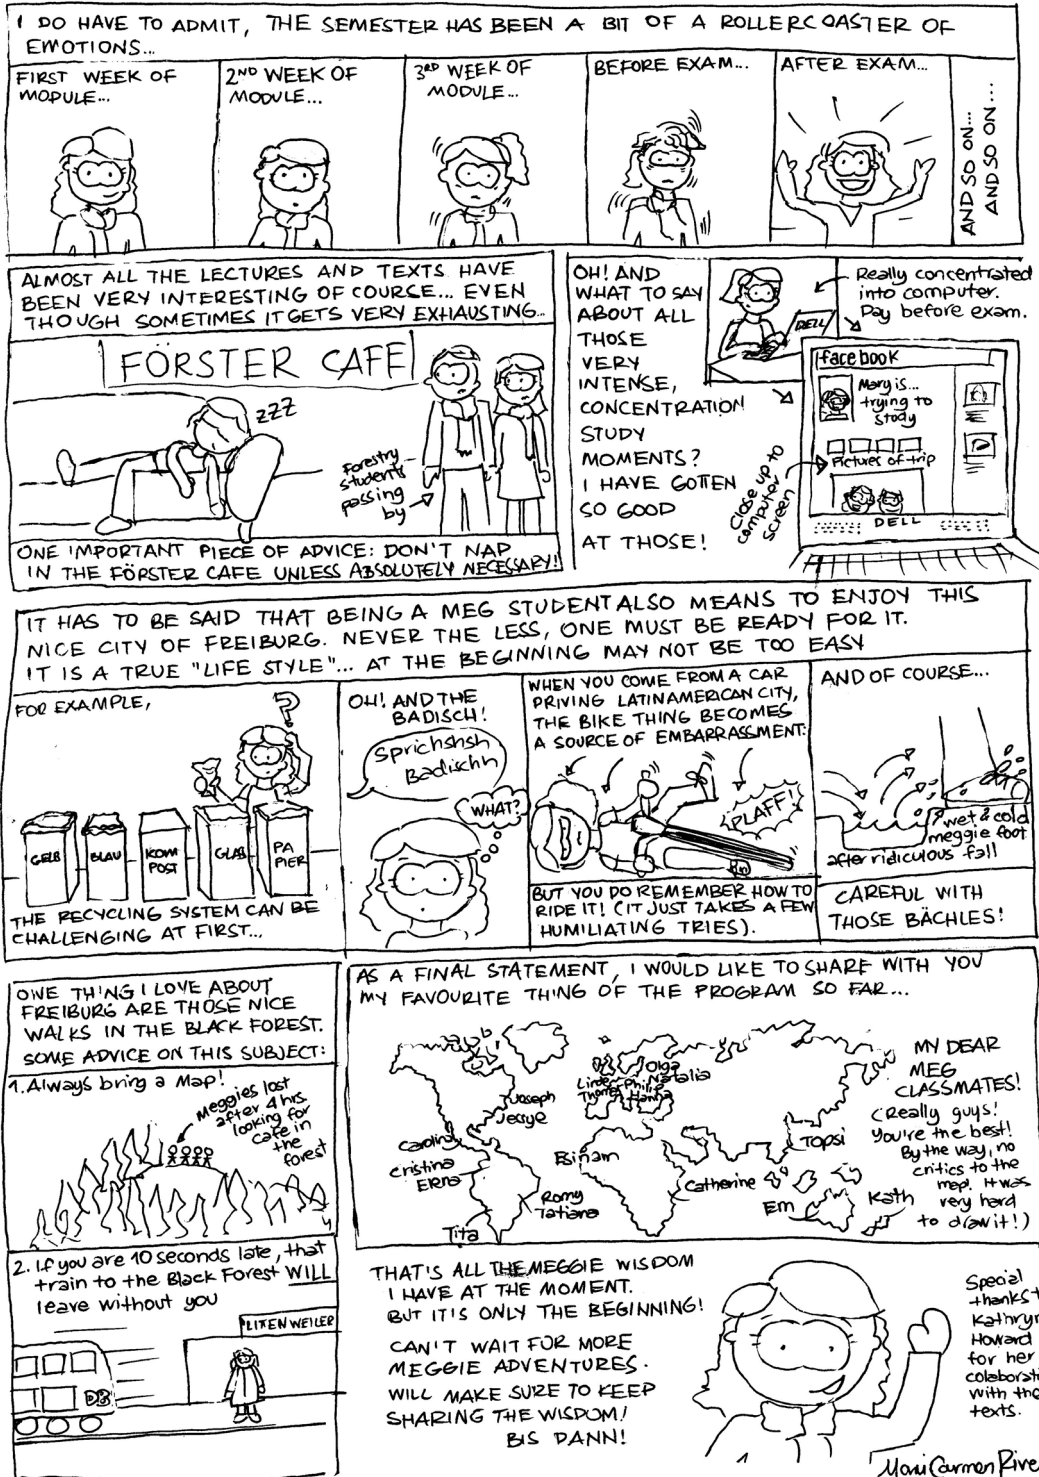 I DO HAVE TO ADMIT, THE SEMESTER HAS BEEN A BIT OF A ROLLERCOASTER OF
EMOTIONS...
FIRST WEEK OF
MODULE...
2ND WEEK OF
MODULE...
3RD WEEK OF
MODULE...
BEFORE EXAM...
AFTER EXAM...
AND SO ON...
AND SO ON...
ALMOST ALL THE LECTURES AND TEXTS HAVE
BEEN VERY INTERESTING OF COURSE... EVEN
THOUGH SOMETIMES IT GETS VERY EXHAUSTING...
FÖRSTER CAFE
zzz
Forestry
students
passing
by
ONE IMPORTANT PIECE OF ADVICE: DON'T NAP
IN THE FÖRSTER CAFE UNLESS ABSOLUTELY NECESSARY!
OH! AND
WHAT TO SAY
ABOUT ALL
THOSE
VERY
INTENSE,
CONCENTRATION
STUDY
MOMENTS?
I HAVE GOTTEN
SO GOOD
AT THOSE!
DELL
Really concentrated
into computer.
Day before exam.
facebook
Mary is...
trying to
study
Pictures of trip
DELL
Close up to
computer
screen
IT HAS TO BE SAID THAT BEING A MEG STUDENT ALSO MEANS TO ENJOY THIS
NICE CITY OF FREIBURG. NEVER THE LESS, ONE MUST BE READY FOR IT.
IT IS A TRUE "LIFE STYLE"... AT THE BEGINNING MAY NOT BE TOO EASY
FOR EXAMPLE,
?
GELB
BLAU
KOM
POST
GLAS
PA
PIER
THE RECYCLING SYSTEM CAN BE
CHALLENGING AT FIRST...
OH! AND THE
BADISCH!
Sprichshsh
Badischh
WHAT?
WHEN YOU COME FROM A CAR
DRIVING LATINAMERICAN CITY,
THE BIKE THING BECOMES
A SOURCE OF EMBARRASSMENT:
PLAFF!
BUT YOU DO REMEMBER HOW TO
RIDE IT! (IT JUST TAKES A FEW
HUMILIATING TRIES).
AND OF COURSE...
wet & cold
meggie foot
after ridiculous fall
CAREFUL WITH
THOSE BÄCHLES!
ONE THING I LOVE ABOUT
FREIBURG ARE THOSE NICE
WALKS IN THE BLACK FOREST.
SOME ADVICE ON THIS SUBJECT:
1. Always bring a Map!
Meggies lost
after 4 hrs
looking for
cafe in
the
forest
2. If you are 10 seconds late, that
train to the Black Forest WILL
leave without you
LITTENWEILER
DB
AS A FINAL STATEMENT, I WOULD LIKE TO SHARE WITH YOU
MY FAVOURITE THING OF THE PROGRAM SO FAR...
Olga
Linder Philip Natalia
Thomas Hanna
Joseph
Jessye
Carolina
Cristina
Elena
Binam
Romy
Tatiana
Tita
Catherine
Topsi
Em
Kath
MY DEAR
MEG
CLASSMATES!
(Really guys!
You're the best!
By the way, no
critics to the
map. It was
very hard
to draw it!)
THAT'S ALL THE MEGGIE WISDOM
I HAVE AT THE MOMENT.
BUT IT IS ONLY THE BEGINNING!
CAN'T WAIT FOR MORE
MEGGIE ADVENTURES.
WILL MAKE SURE TO KEEP
SHARING THE WISDOM!
BIS DANN!
Special
thanks t
Kathryn
Howard
for her
colaborati
with the
texts.
Mari Carmen Rive